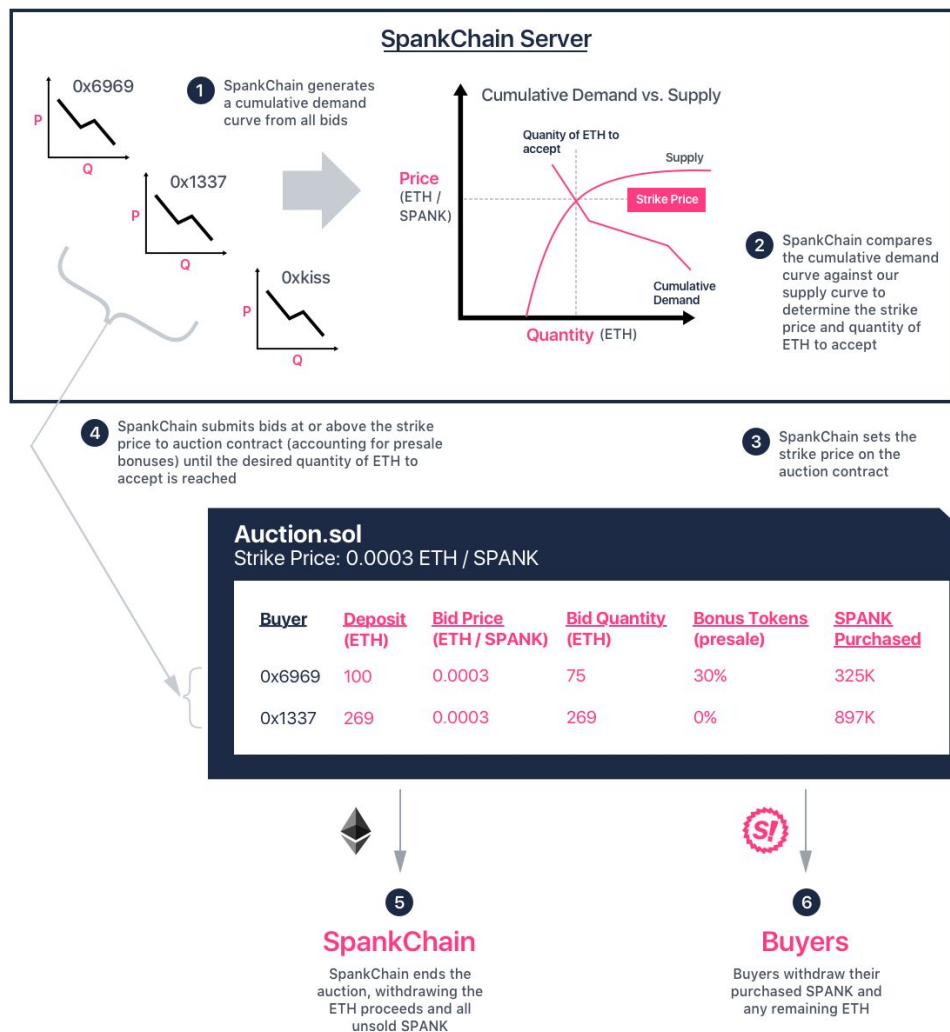 SpankChain Server
0x6969
P
Q
0x1337
P
Q
0xkiss
P
Q
1
SpankChain generates
a cumulative demand
curve from all bids
Cumulative Demand vs. Supply
Quanity of ETH to
accept
Supply
Price
(ETH /
SPANK)
Strike Price
Cumulative
Demand
Quantity (ETH)
2
SpankChain compares
the cumulative demand
curve against our
supply curve to
determine the strike
price and quantity of
ETH to accept
4
SpankChain submits bids at or above the strike
price to auction contract (accounting for presale
bonuses) until the desired quantity of ETH to
accept is reached
3
SpankChain sets the
strike price on the
auction contract
Auction.sol
Strike Price: 0.0003 ETH / SPANK
Buyer Deposit Bid Price Bid Quantity Bonus Tokens SPANK
(ETH) (ETH / SPANK) (ETH) (presale) Purchased
0x6969 100 0.0003 75 30% 325K
0x1337 269 0.0003 269 0% 897K
S!
5
SpankChain
SpankChain ends the
auction, withdrawing the
ETH proceeds and all
unsold SPANK
6
Buyers
Buyers withdraw their
purchased SPANK and
any remaining ETH